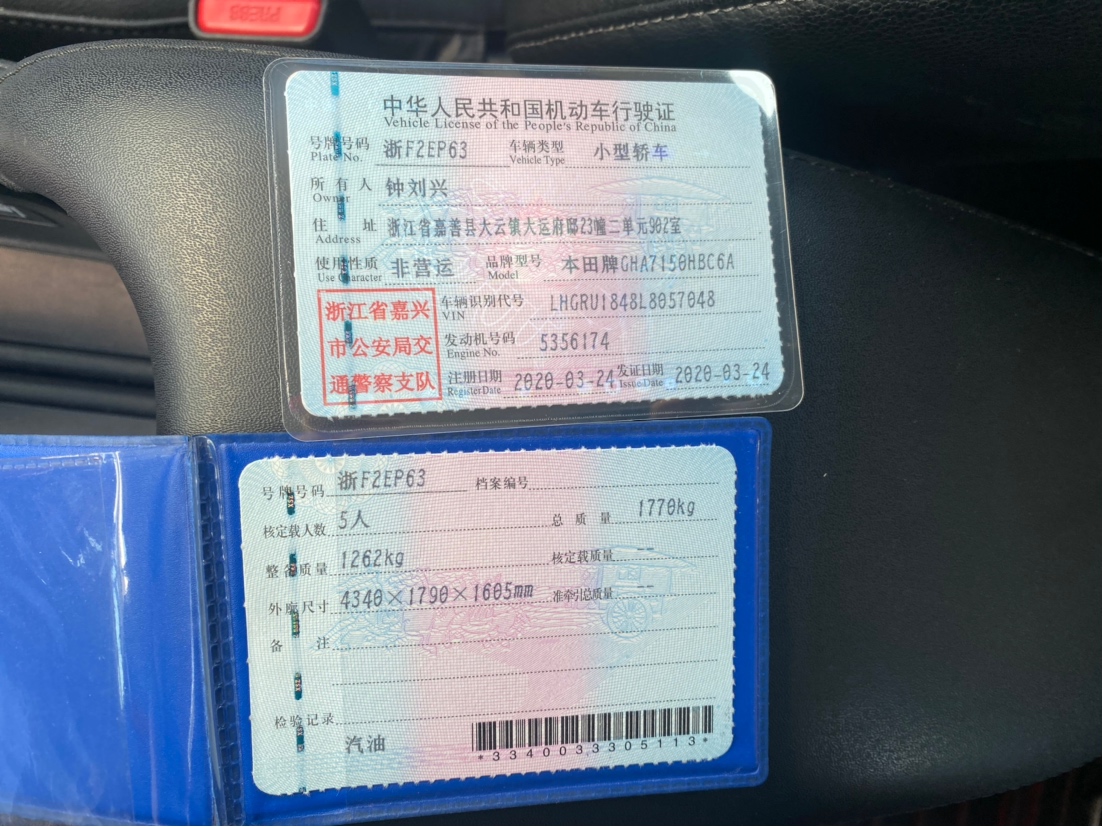 PRESS
中华人民共和国机动车行驶证
Vehicle License of the People's Republic of China
号牌号码 浙F2EP63 车辆类型 小型轿车
Plate No. Vehicle Type
所有人 钟刘兴
Owner
住址 浙江省嘉善县大云镇大运府邸23幢二单元902室
Address
使用性质 非营运 品牌型号 本田牌GHA7150HBC6A
Use Character Model
浙江省嘉兴
市公安局交
通警察支队
车辆识别代号 LHGRU1848L8057048
VIN
发动机号码 5356174
Engine No.
注册日期 2020-03-24 发证日期 2020-03-24
Register Date Issue Date
号牌号码 浙F2EP63 档案编号
核定载人数 5人 总质量 1770kg
整备质量 1262kg 核定载质量 --
外廓尺寸 4340×1790×1605mm 准牵引总质量 --
备注
检验记录
汽油
*3340033305113*